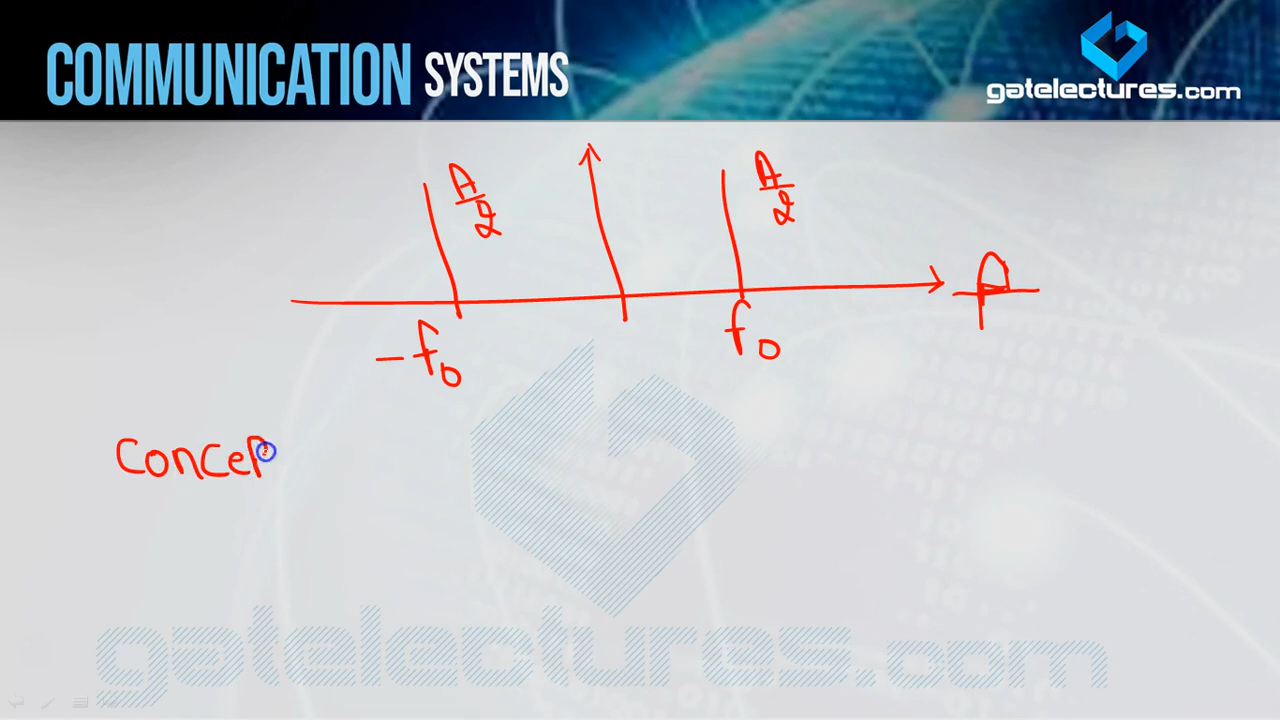 COMMUNICATION SYSTEMS
gatelectures.com
A/2 A/2
-f0 f0
Concep
gatelectures.com